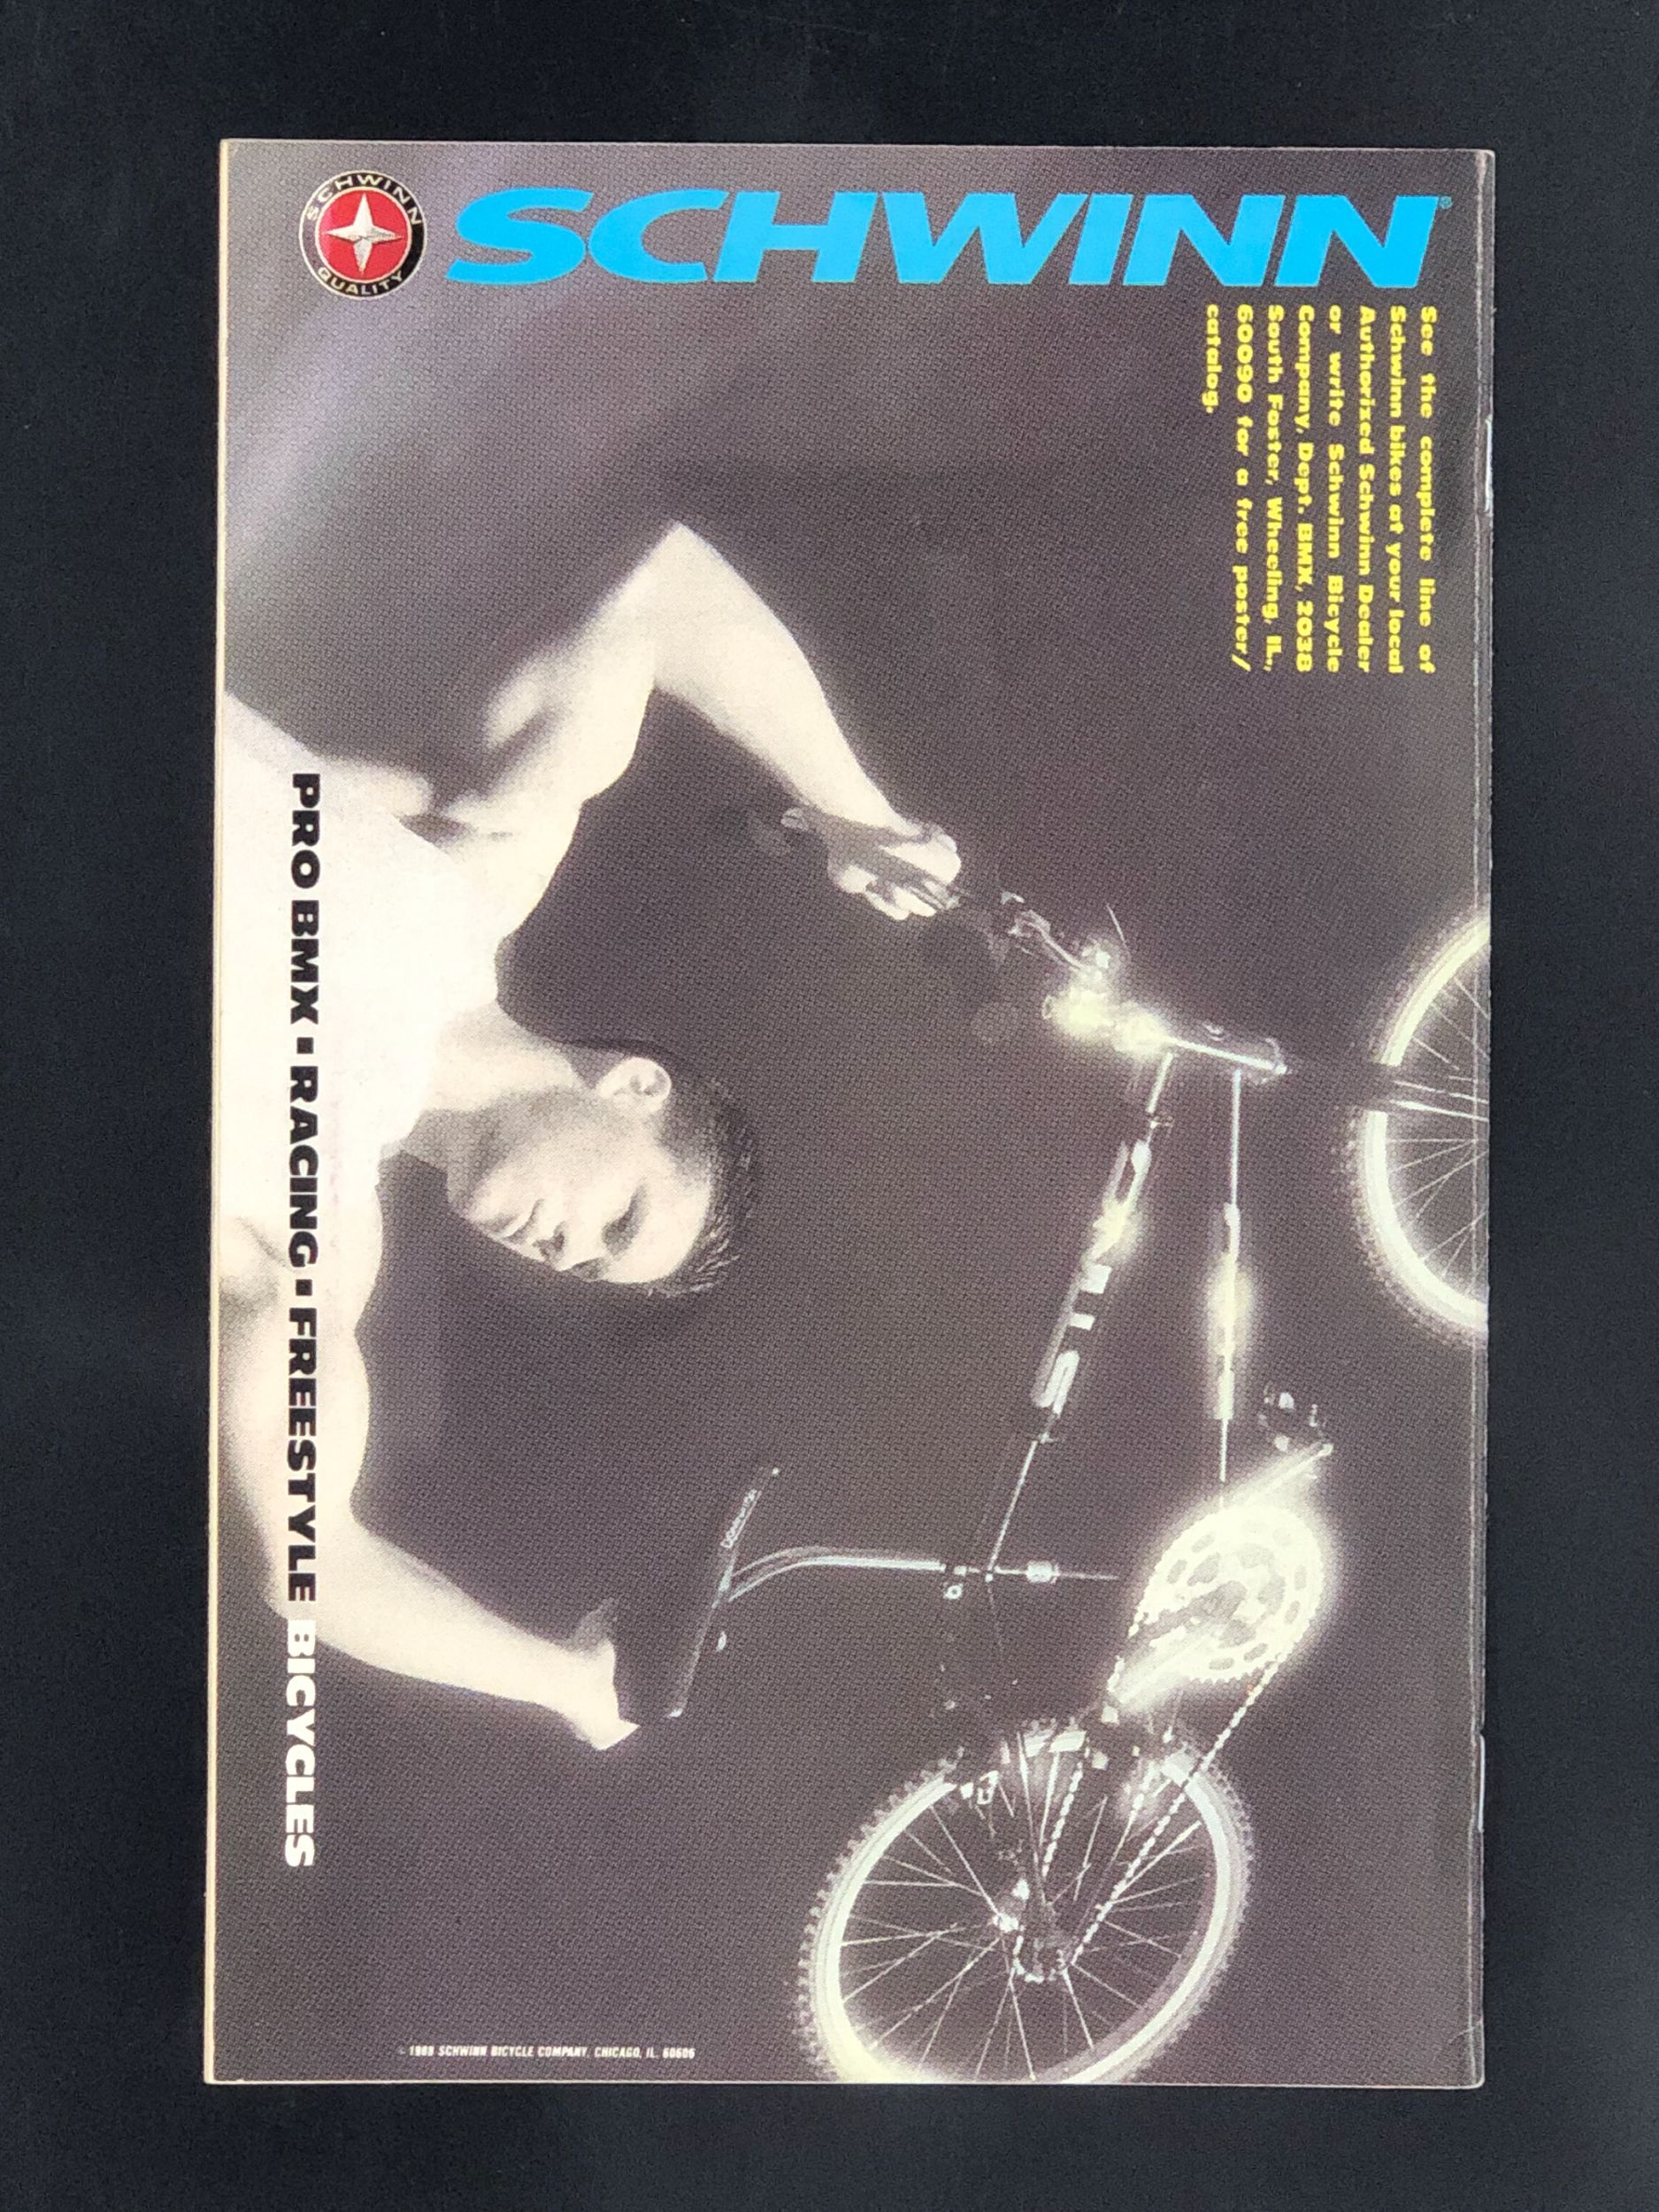 SCHWINN
QUALITY
SCHWINN®
See the complete line of
Schwinn bikes at your local
Authorized Schwinn Dealer
or write Schwinn Bicycle
Company, Dept. BMX, 2038
South Foster, Wheeling, IL.,
60090 for a free poster/
catalog.
PRO BMX ▪ RACING ▪ FREESTYLE BICYCLES
© 1989 SCHWINN BICYCLE COMPANY, CHICAGO, IL. 60606